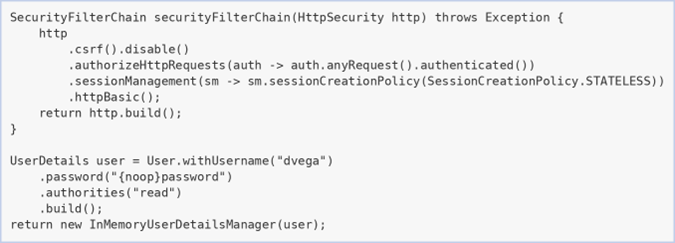 SecurityFilterChain securityFilterChain(HttpSecurity http) throws Exception {
    http
        .csrf().disable()
        .authorizeHttpRequests(auth -> auth.anyRequest().authenticated())
        .sessionManagement(sm -> sm.sessionCreationPolicy(SessionCreationPolicy.STATELESS))
        .httpBasic();
    return http.build();
}

UserDetails user = User.withUsername("dvega")
    .password("{noop}password")
    .authorities("read")
    .build();
return new InMemoryUserDetailsManager(user);